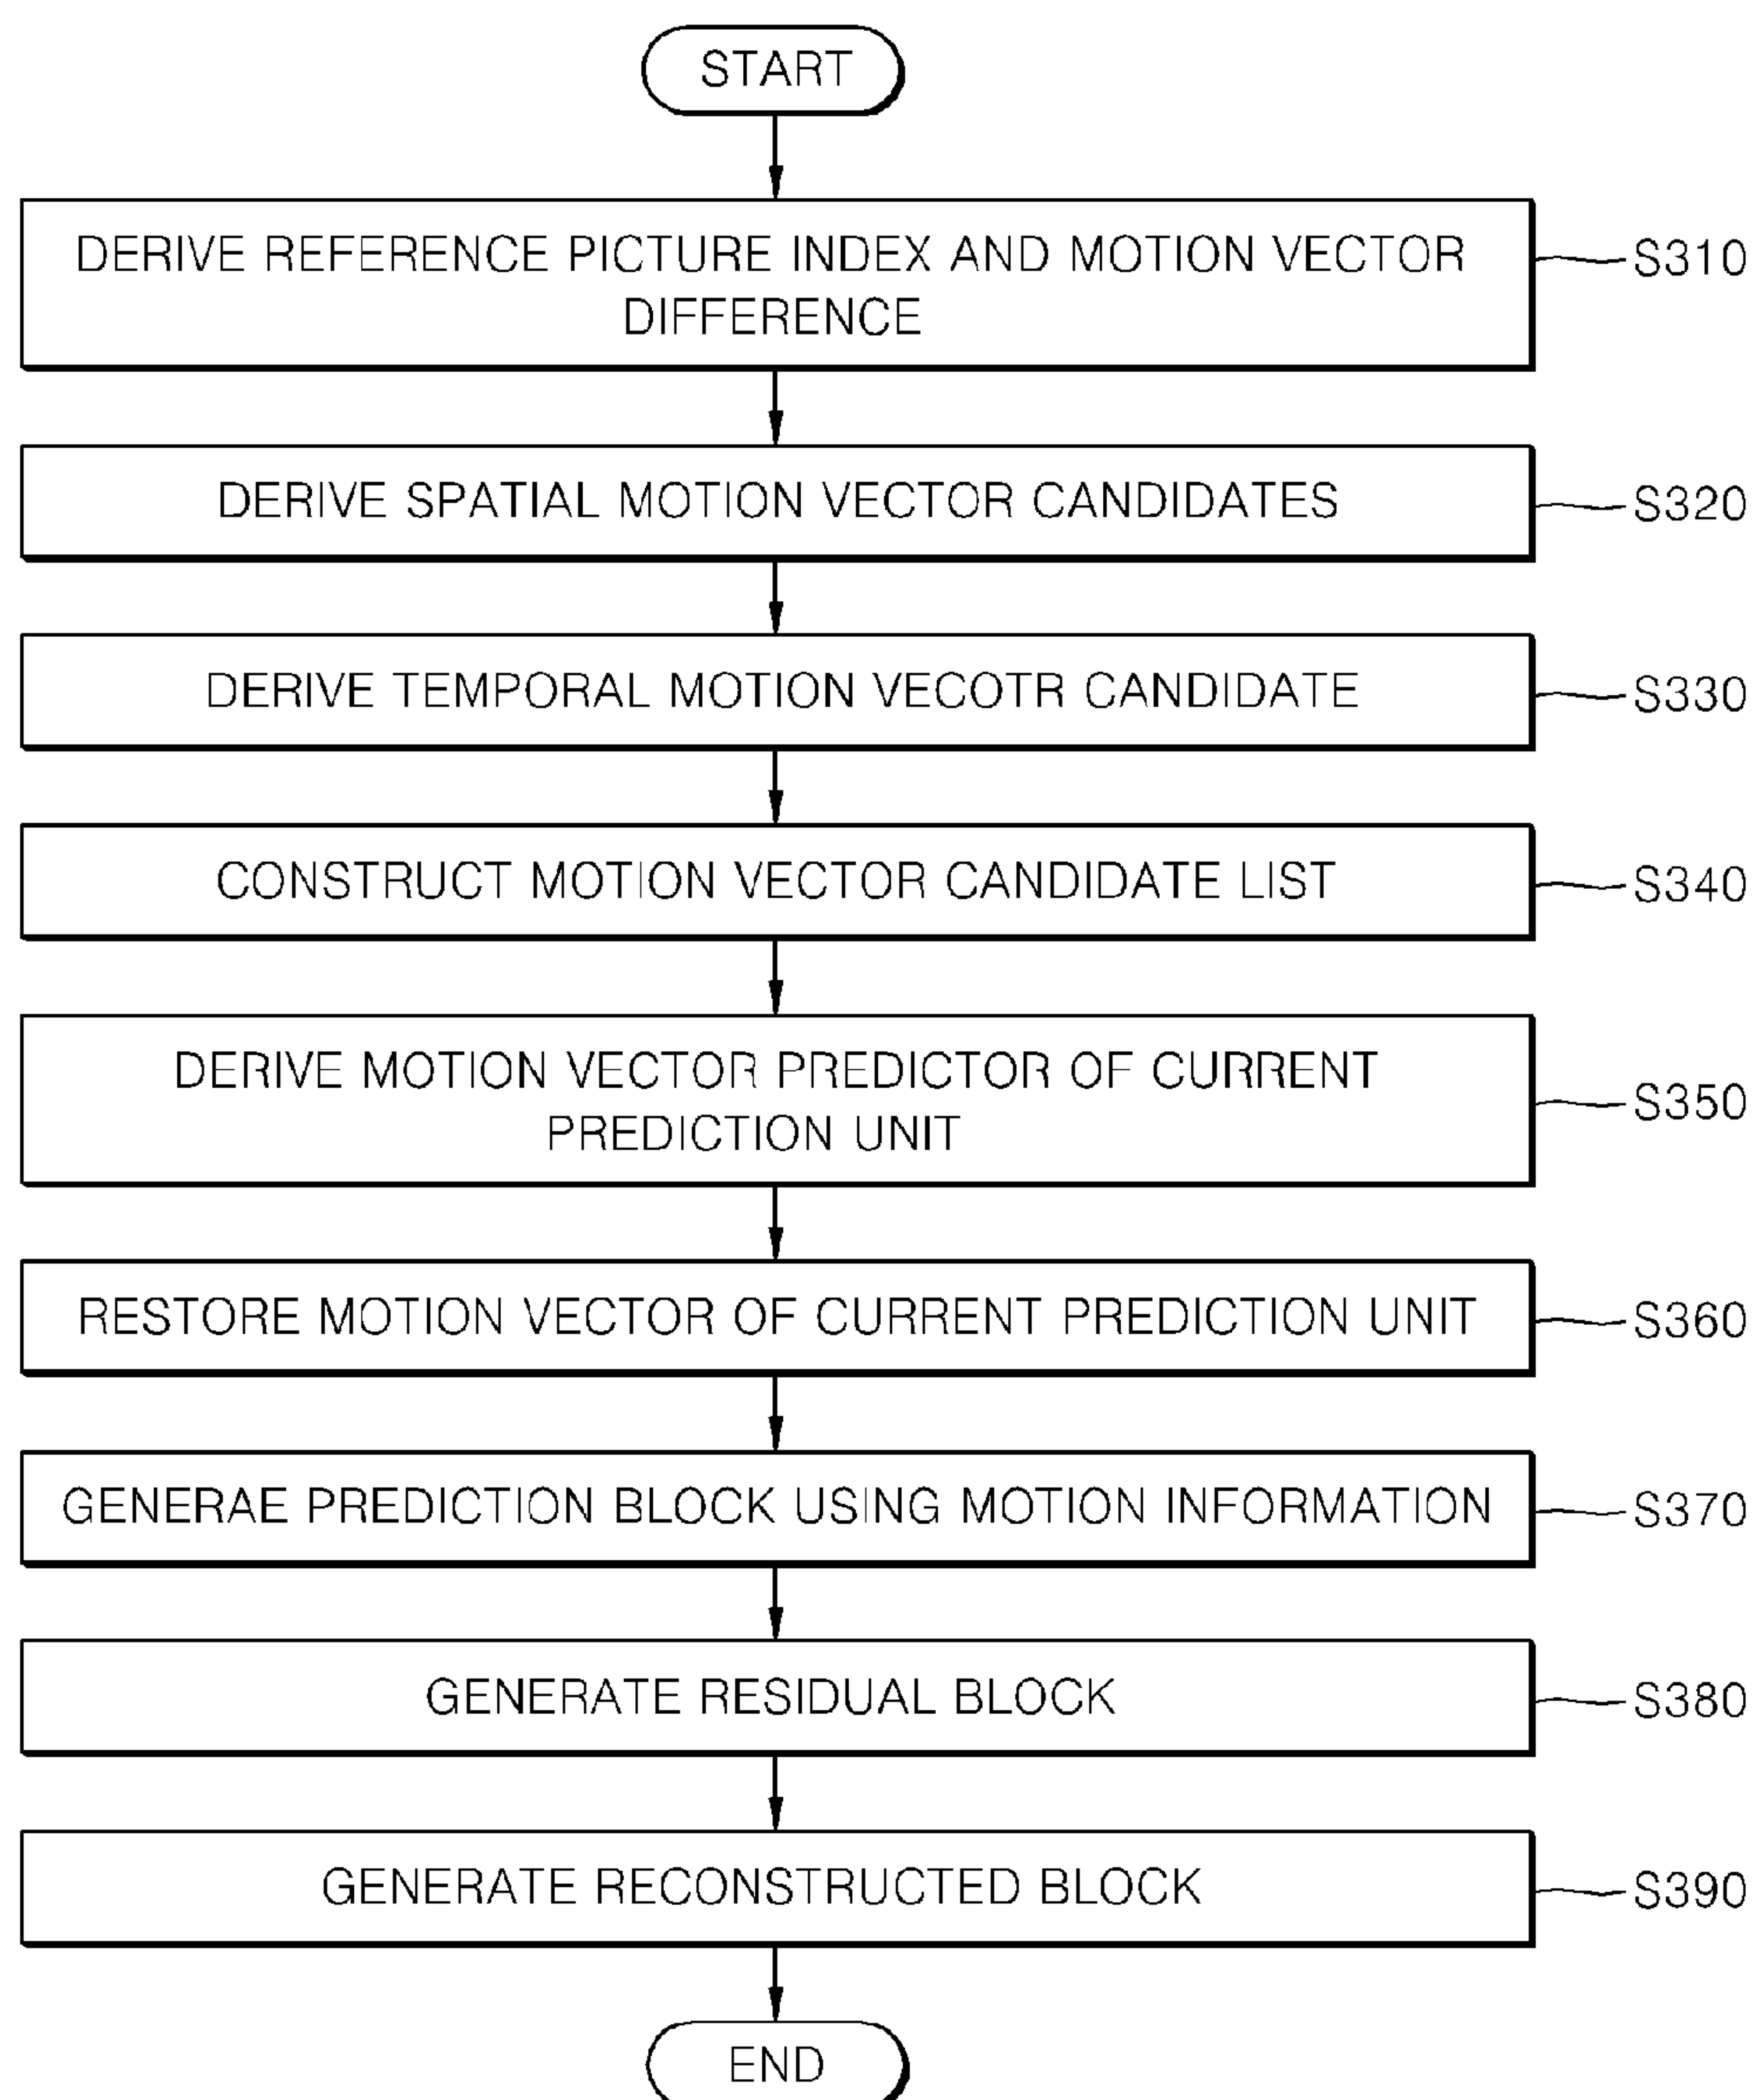 START
DERIVE REFERENCE PICTURE INDEX AND MOTION VECTOR
DIFFERENCE
S310
DERIVE SPATIAL MOTION VECTOR CANDIDATES
S320
DERIVE TEMPORAL MOTION VECOTR CANDIDATE
S330
CONSTRUCT MOTION VECTOR CANDIDATE LIST
S340
DERIVE MOTION VECTOR PREDICTOR OF CURRENT
PREDICTION UNIT
S350
RESTORE MOTION VECTOR OF CURRENT PREDICTION UNIT
S360
GENERAE PREDICTION BLOCK USING MOTION INFORMATION
S370
GENERATE RESIDUAL BLOCK
S380
GENERATE RECONSTRUCTED BLOCK
S390
END